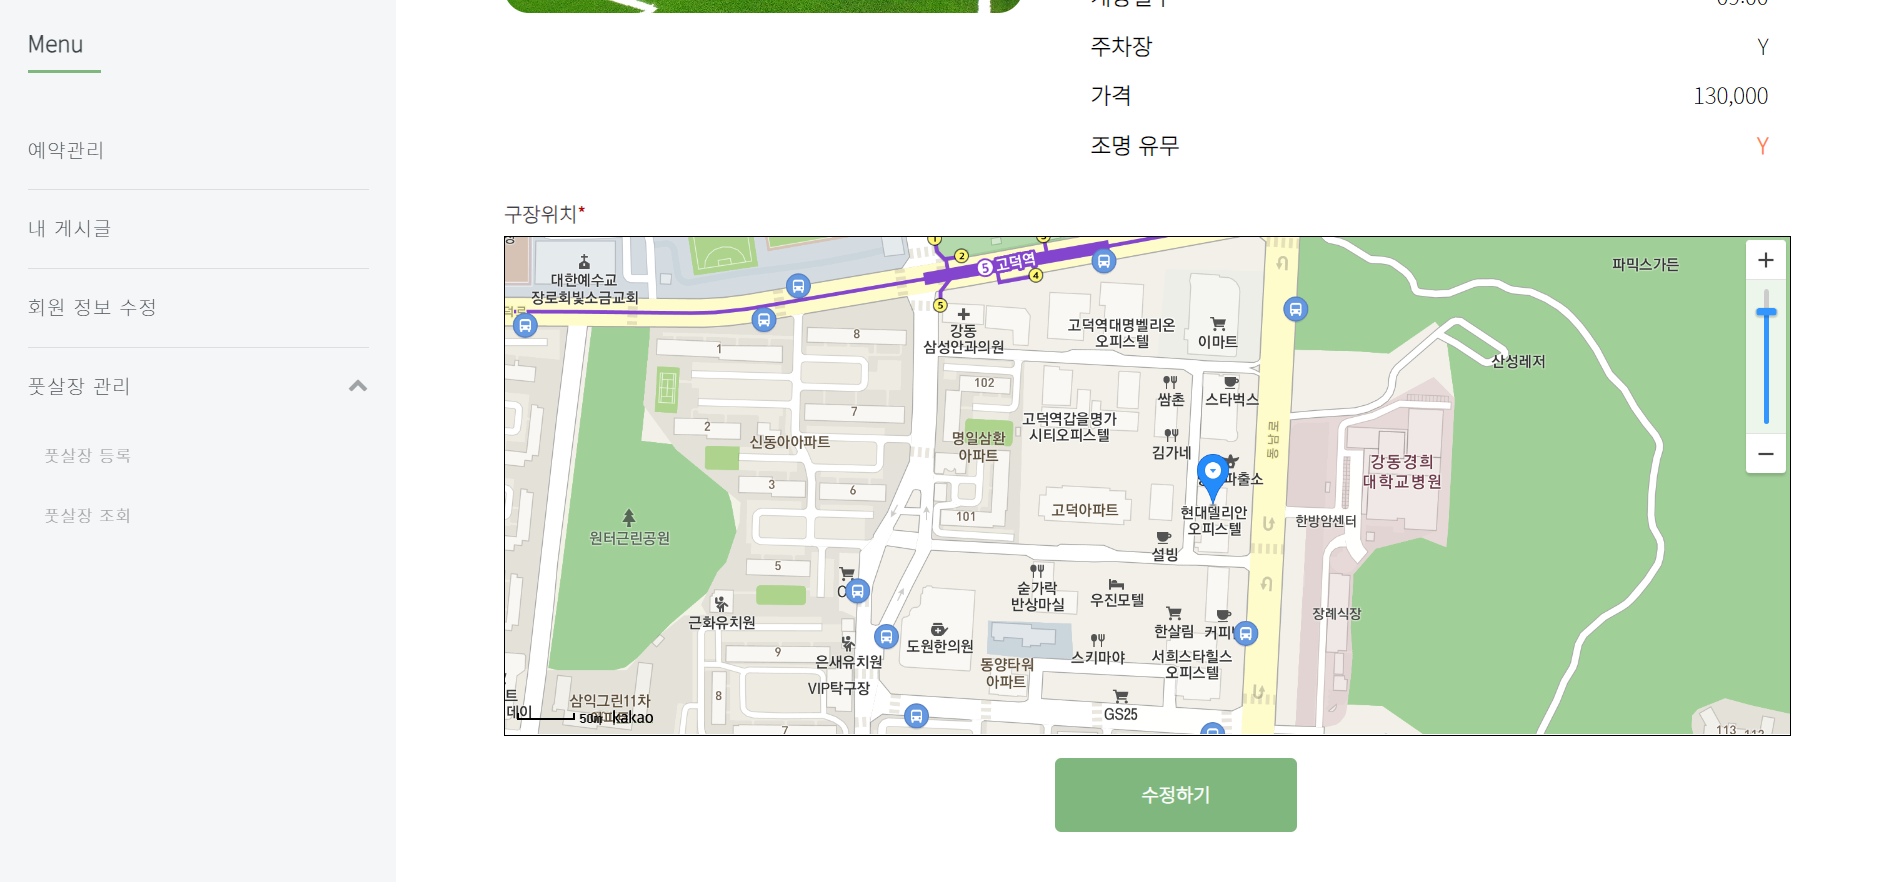 Menu
예약관리
내 게시글
회원 정보 수정
풋살장 관리
풋살장 등록
풋살장 조회
주차장
Y
가격
130,000
조명 유무
Y
구장위치*
대한예수교
장로회빛소금교회
1
2
3
4
5
5 고덕역
강동
삼성안과의원
고덕역대명벨리온
오피스텔
이마트
파믹스가든
산성레저
1
8
7
2
신동아아파트
3
6
5
102
명일삼환
아파트
101
고덕역갑을명가
시티오피스텔
쌈촌
스타벅스
김가네
파출소
동남로
고덕아파트
현대델리안
오피스텔
설빙
강동경희
대학교병원
한방암센터
장례식장
원터근린공원
근화유치원
은새유치원
VIP탁구장
도원한의원
숟가락
반상마실
우진모텔
한살림
커피
동양타워
아파트
스키마야
서희스타힐스
오피스텔
GS25
9
8
7
삼익그린11차
50m
kakao
113
112
수정하기